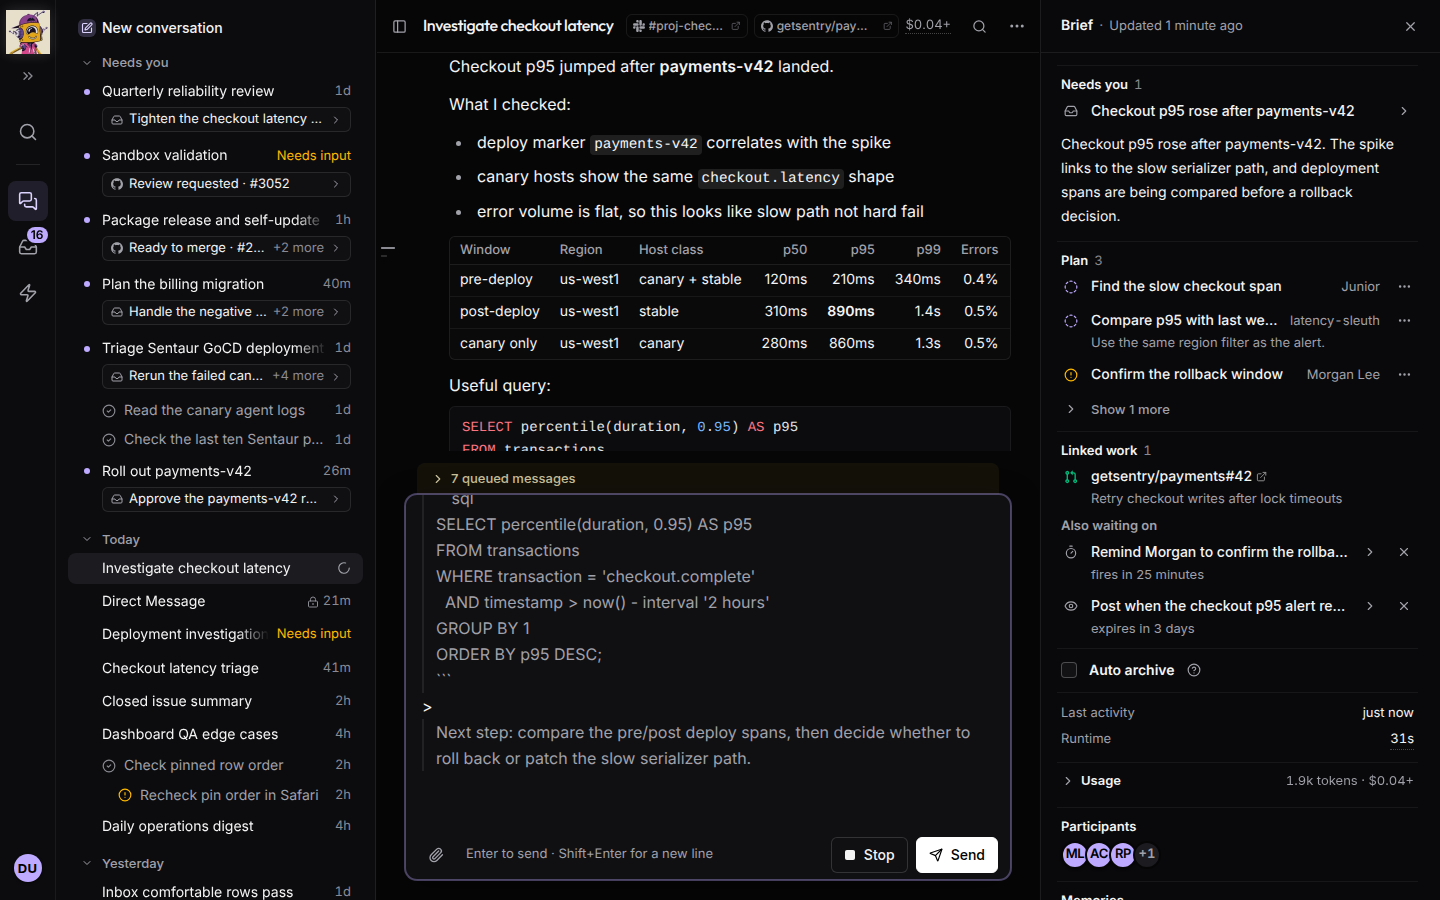 New conversation
Needs you
Quarterly reliability review 1d
Tighten the checkout latency ...
Sandbox validation Needs input
Review requested · #3052
Package release and self-update 1h
Ready to merge · #2... +2 more
Plan the billing migration 40m
Handle the negative ... +2 more
Triage Sentaur GoCD deployment 1d
Rerun the failed can... +4 more
Read the canary agent logs 1d
Check the last ten Sentaur p... 1d
Roll out payments-v42 26m
Approve the payments-v42 r...
Today
Investigate checkout latency
Direct Message 21m
Deployment investigation Needs input
Checkout latency triage 41m
Closed issue summary 2h
Dashboard QA edge cases 4h
Check pinned row order 2h
Recheck pin order in Safari 2h
Daily operations digest 4h
Yesterday
Inbox comfortable rows pass 1d
16
DU
Investigate checkout latency #proj-chec... getsentry/pay... $0.04+
Checkout p95 jumped after payments-v42 landed.
What I checked:
• deploy marker payments-v42 correlates with the spike
• canary hosts show the same checkout.latency shape
• error volume is flat, so this looks like slow path not hard fail
Window Region Host class p50 p95 p99 Errors
pre-deploy us-west1 canary + stable 120ms 210ms 340ms 0.4%
post-deploy us-west1 stable 310ms 890ms 1.4s 0.5%
canary only us-west1 canary 280ms 860ms 1.3s 0.5%
Useful query:
SELECT percentile(duration, 0.95) AS p95
FROM transactions
7 queued messages
sql
SELECT percentile(duration, 0.95) AS p95
FROM transactions
WHERE transaction = 'checkout.complete'
AND timestamp > now() - interval '2 hours'
GROUP BY 1
ORDER BY p95 DESC;
```
>
Next step: compare the pre/post deploy spans, then decide whether to
roll back or patch the slow serializer path.
Enter to send · Shift+Enter for a new line Stop Send
Brief · Updated 1 minute ago
Needs you 1
Checkout p95 rose after payments-v42
Checkout p95 rose after payments-v42. The spike
links to the slow serializer path, and deployment
spans are being compared before a rollback
decision.
Plan 3
Find the slow checkout span Junior
Compare p95 with last we... latency-sleuth
Use the same region filter as the alert.
Confirm the rollback window Morgan Lee
Show 1 more
Linked work 1
getsentry/payments#42
Retry checkout writes after lock timeouts
Also waiting on
Remind Morgan to confirm the rollba...
fires in 25 minutes
Post when the checkout p95 alert re...
expires in 3 days
Auto archive
Last activity just now
Runtime 31s
Usage 1.9k tokens · $0.04+
Participants
ML AC RP +1
Memories